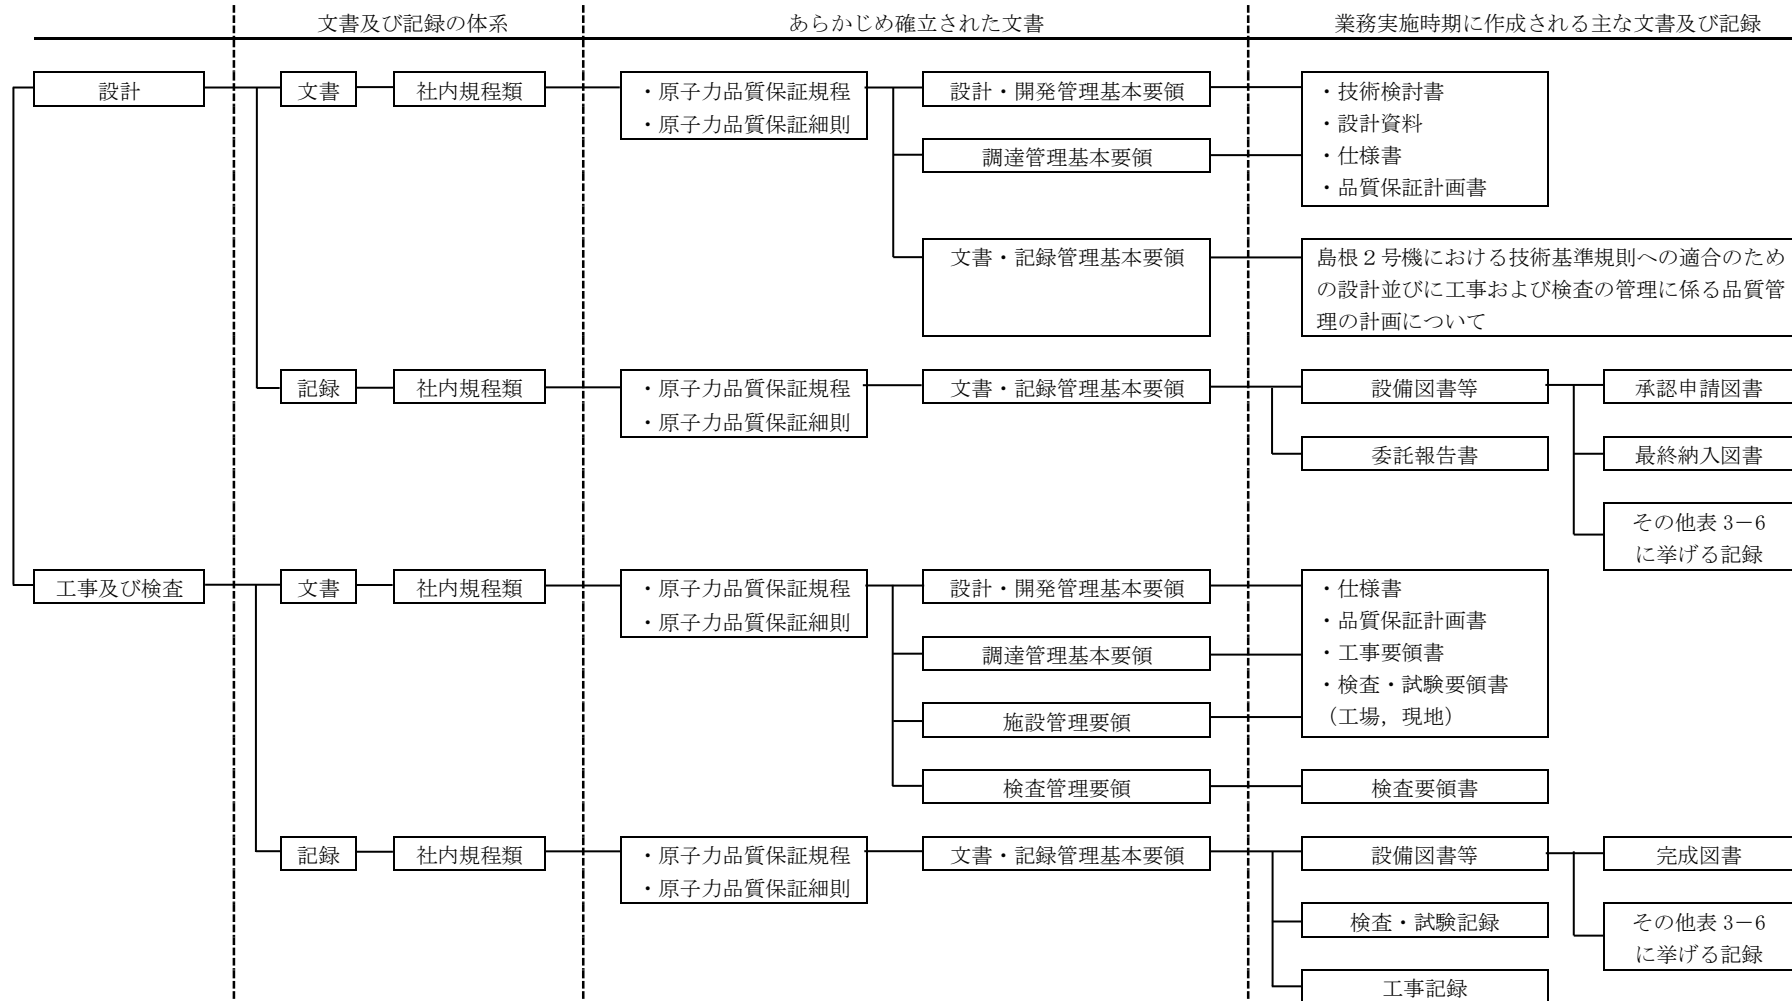 文書及び記録の体系
あらかじめ確立された文書
業務実施時期に作成される主な文書及び記録
設計
文書
社内規程類
・原子力品質保証規程
・原子力品質保証細則
設計・開発管理基本要領
・技術検討書
・設計資料
・仕様書
・品質保証計画書
調達管理基本要領
文書・記録管理基本要領
島根２号機における技術基準規則への適合のため
の設計並びに工事および検査の管理に係る品質管
理の計画について
記録
社内規程類
・原子力品質保証規程
・原子力品質保証細則
文書・記録管理基本要領
設備図書等
承認申請図書
委託報告書
最終納入図書
その他表 3－6
に挙げる記録
工事及び検査
文書
社内規程類
・原子力品質保証規程
・原子力品質保証細則
設計・開発管理基本要領
・仕様書
・品質保証計画書
・工事要領書
・検査・試験要領書
（工場，現地）
調達管理基本要領
施設管理要領
検査管理要領
検査要領書
記録
社内規程類
・原子力品質保証規程
・原子力品質保証細則
文書・記録管理基本要領
設備図書等
完成図書
検査・試験記録
その他表 3－6
に挙げる記録
工事記録